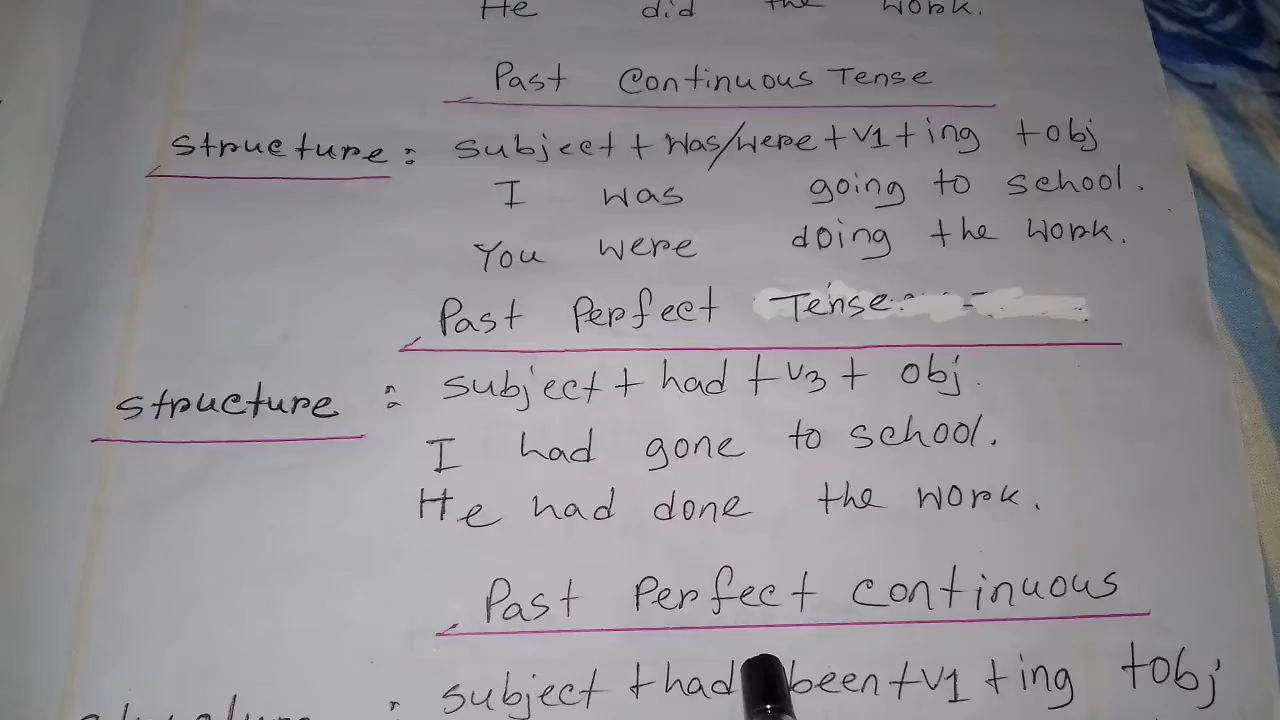 He did the work.
Past Continuous Tense
structure: subject + was/were + v1 + ing + obj
I was going to school.
You were doing the work.
Past Perfect Tense
structure : subject + had + v3 + obj.
I had gone to school.
He had done the work.
Past Perfect continuous
structure : subject + had been + v1 + ing + obj